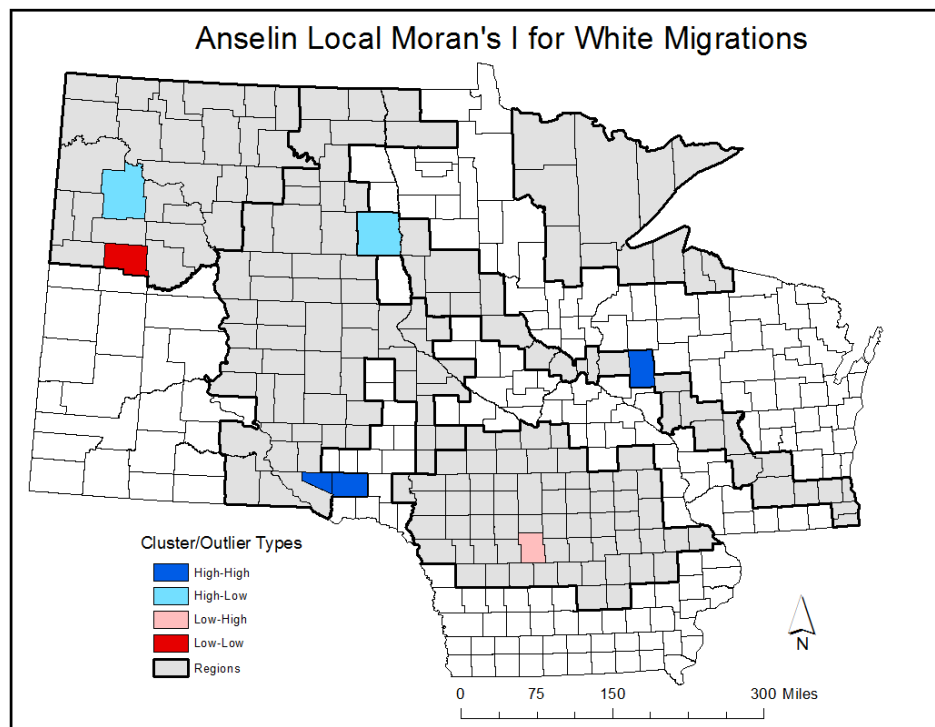 Anselin Local Moran's I for White Migrations
Cluster/Outlier Types
High-High
High-Low
Low-High
Low-Low
Regions
N
0 75 150 300 Miles